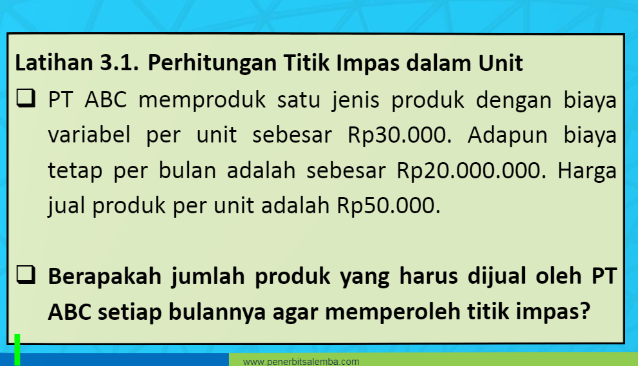 Latihan 3.1. Perhitungan Titik Impas dalam Unit
❑ PT ABC memproduk satu jenis produk dengan biaya
variabel per unit sebesar Rp30.000. Adapun biaya
tetap per bulan adalah sebesar Rp20.000.000. Harga
jual produk per unit adalah Rp50.000.
❑ Berapakah jumlah produk yang harus dijual oleh PT
ABC setiap bulannya agar memperoleh titik impas?
www.penerbitsalemba.com